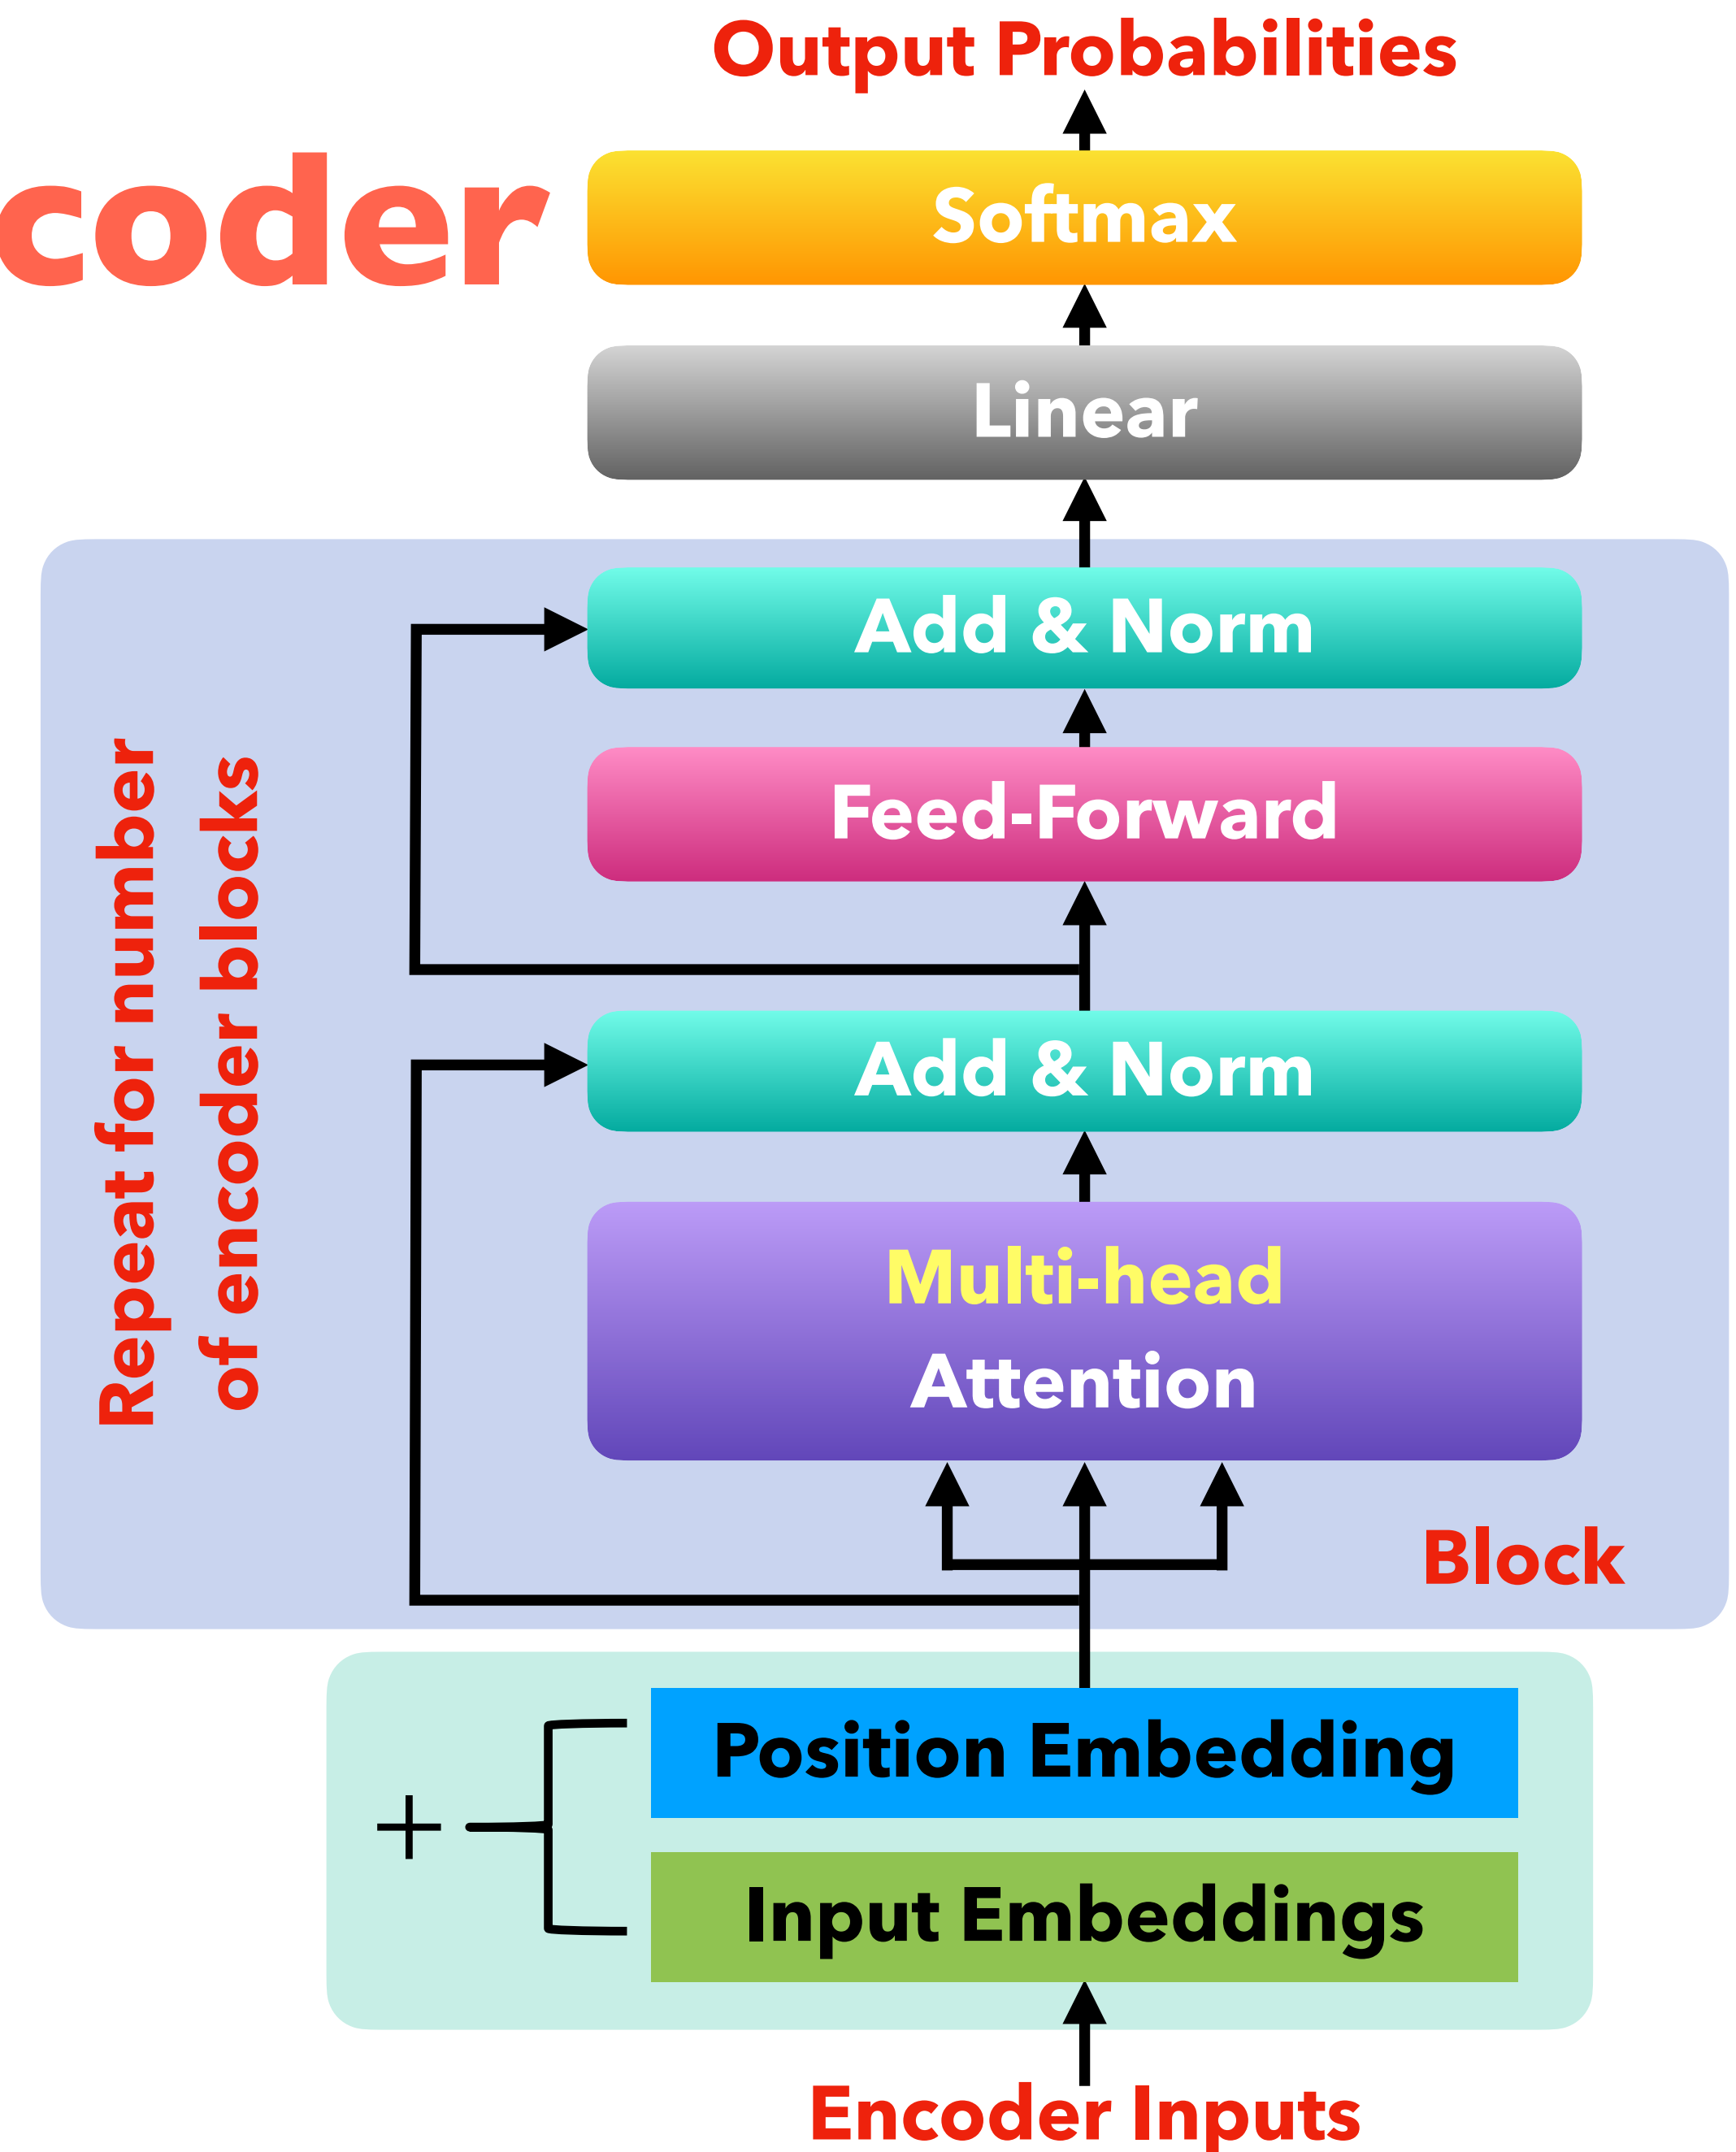 Output Probabilities
coder
Softmax
Linear
Add & Norm
Feed-Forward
Add & Norm
Multi-head
Attention
Repeat for number
of encoder blocks
Block
Position Embedding
+
Input Embeddings
Encoder Inputs